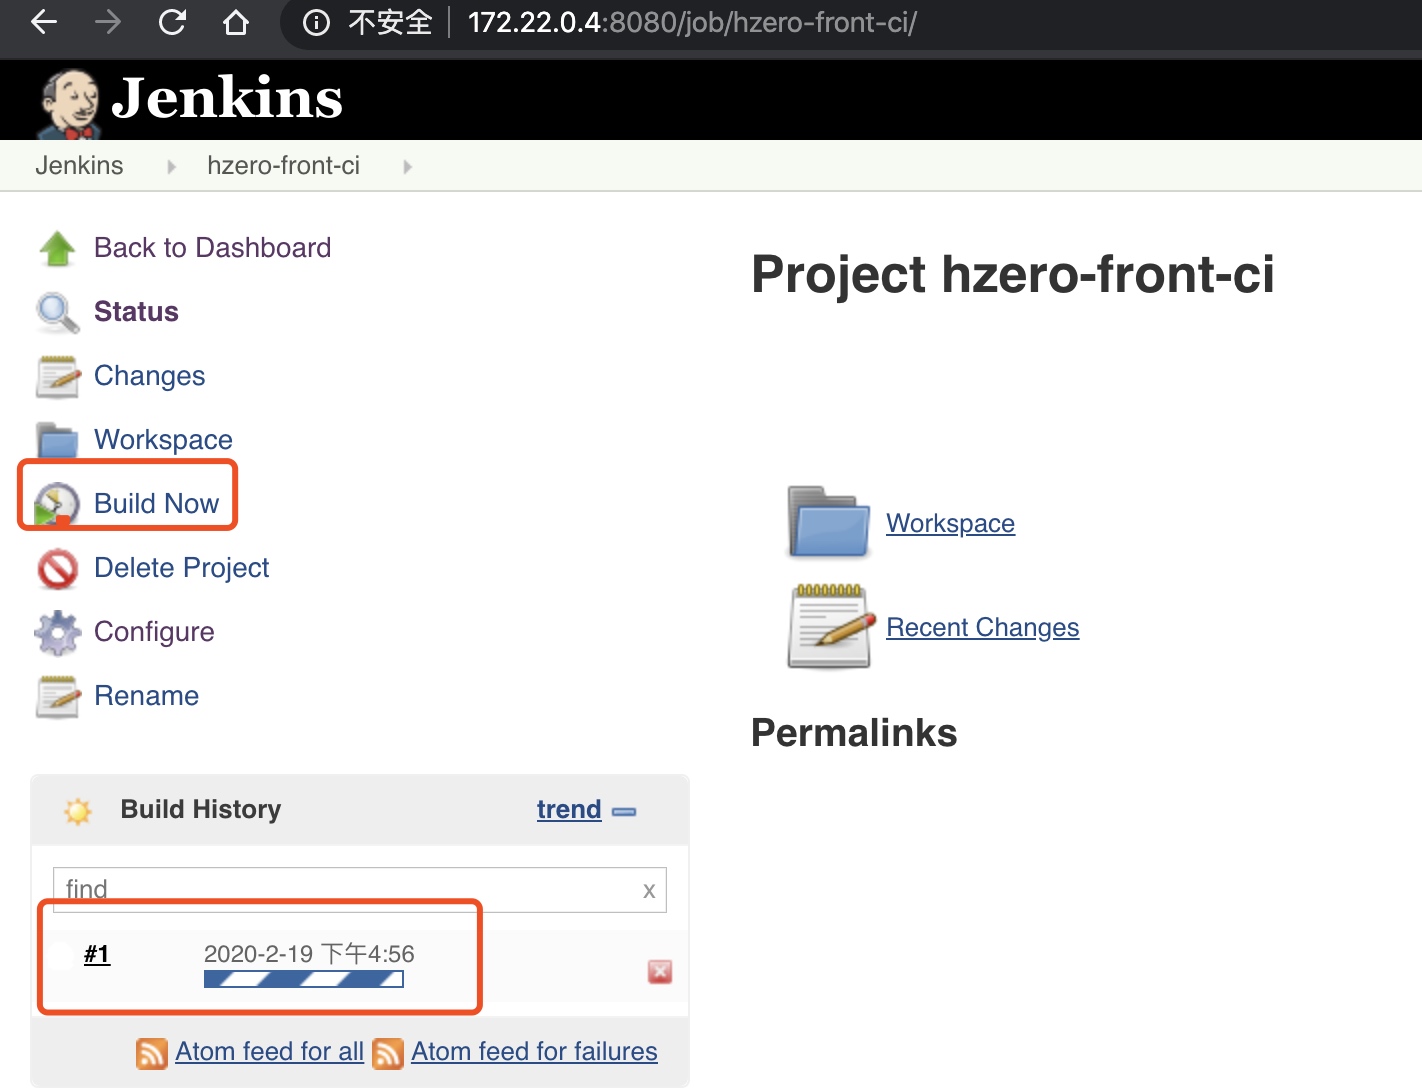 不安全 172.22.0.4:8080/job/hzero-front-ci/
Jenkins
Jenkins hzero-front-ci
Back to Dashboard
Status
Changes
Workspace
Build Now
Delete Project
Configure
Rename
Build History trend
find x
#1 2020-2-19 下午4:56
Atom feed for all Atom feed for failures
Project hzero-front-ci
Workspace
Recent Changes
Permalinks